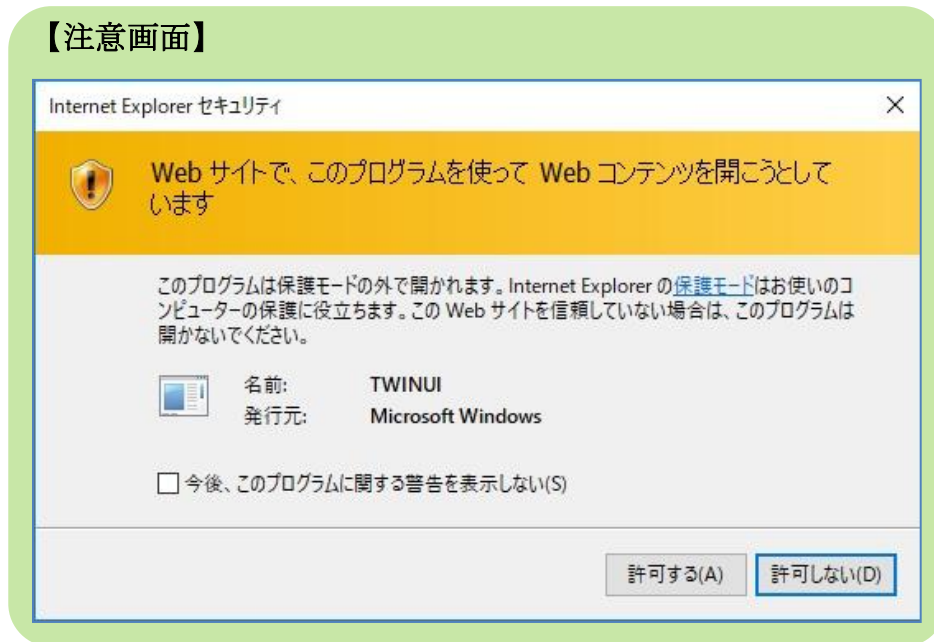 【注意画面】
Internet Explorer セキュリティ
Web サイトで、このプログラムを使って Web コンテンツを開こうとして
います
このプログラムは保護モードの外で開かれます。Internet Explorer の保護モードはお使いのコ
ンピューターの保護に役立ちます。この Web サイトを信頼していない場合は、このプログラムは
開かないでください。
名前: TWINUI
発行元: Microsoft Windows
今後、このプログラムに関する警告を表示しない(S)
許可する(A) 許可しない(D)